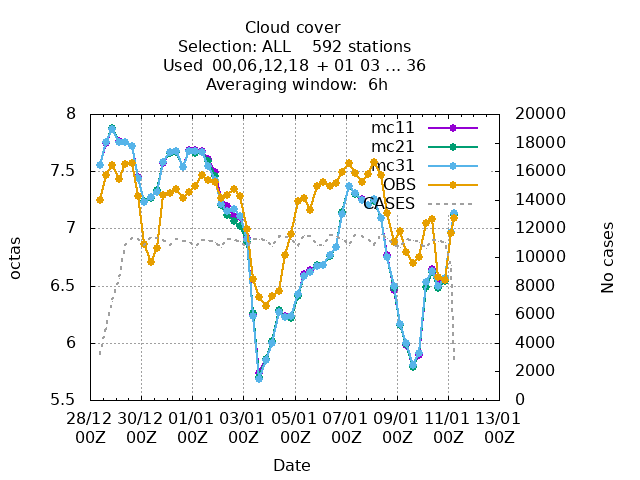 Cloud cover
Selection: ALL    592 stations
Used  00,06,12,18  + 01 03 ... 36
Averaging window:  6h
mc11
mc21
mc31
OBS
CASES
8
7.5
7
6.5
6
5.5
octas
20000
18000
16000
14000
12000
10000
8000
6000
4000
2000
0
No cases
28/12 30/12 01/01 03/01 05/01 07/01 09/01 11/01 13/01
00Z 00Z 00Z 00Z 00Z 00Z 00Z 00Z 00Z
Date